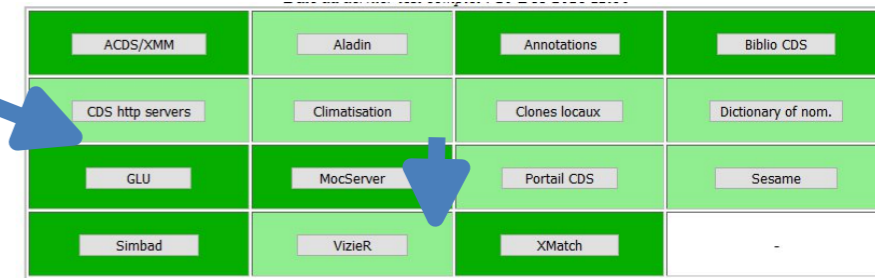 ACDS/XMM Aladin Annotations Biblio CDS
CDS http servers Climatisation Clones locaux Dictionary of nom.
GLU MocServer Portail CDS Sesame
Simbad VizieR XMatch -